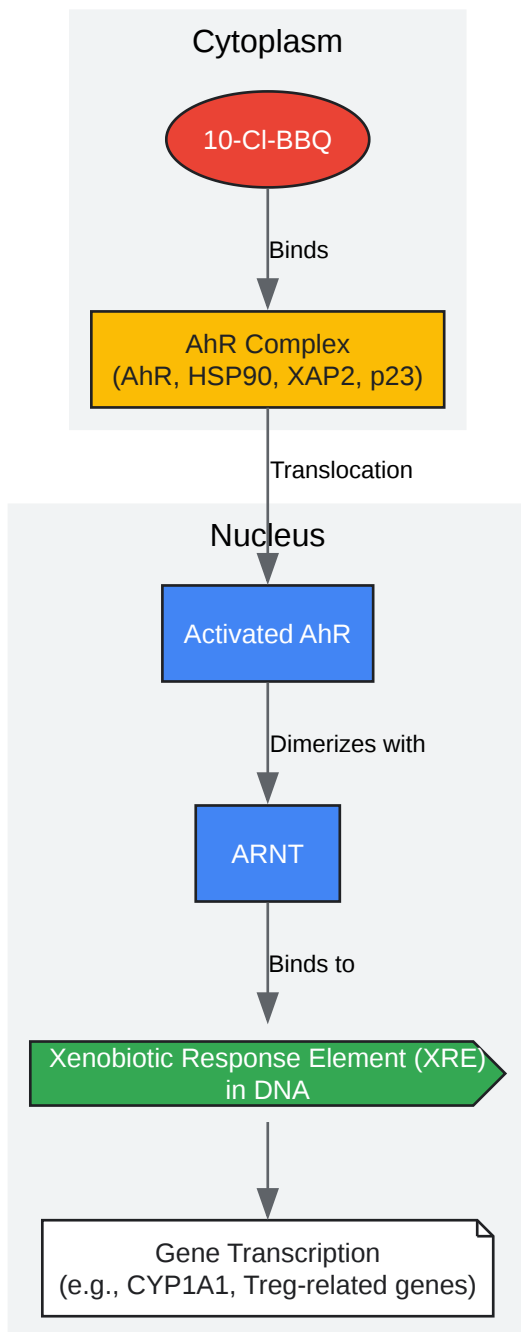 Cytoplasm
10-Cl-BBQ
Binds
AhR Complex
(AhR, HSP90, XAP2, p23)
Translocation
Nucleus
Activated AhR
Dimerizes with
ARNT
Binds to
Xenobiotic Response Element (XRE)
in DNA
Gene Transcription
(e.g., CYP1A1, Treg-related genes)